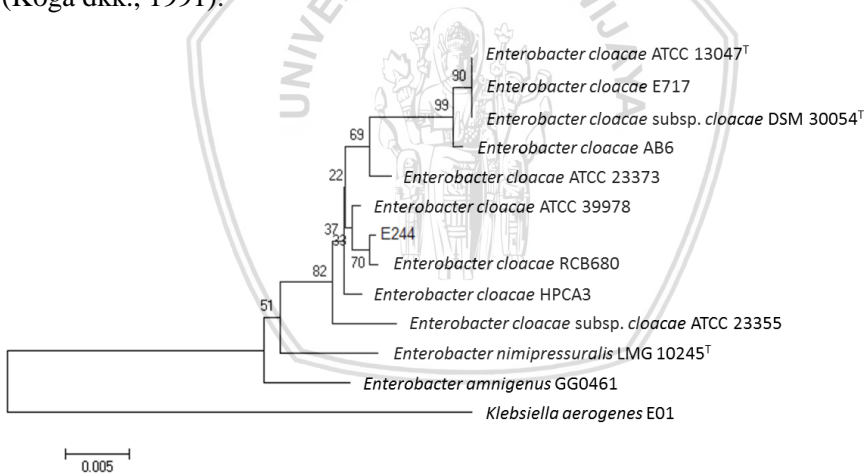 (Koga dkk., 1991).
UNIVE
WIJAYA
Enterobacter cloacae ATCC 13047ᵀ
90
Enterobacter cloacae E717
99
Enterobacter cloacae subsp. cloacae DSM 30054ᵀ
Enterobacter cloacae AB6
69
Enterobacter cloacae ATCC 23373
22
Enterobacter cloacae ATCC 39978
37
33
E244
70
Enterobacter cloacae RCB680
82
Enterobacter cloacae HPCA3
51
Enterobacter cloacae subsp. cloacae ATCC 23355
Enterobacter nimipressuralis LMG 10245ᵀ
Enterobacter amnigenus GG0461
Klebsiella aerogenes E01
0.005